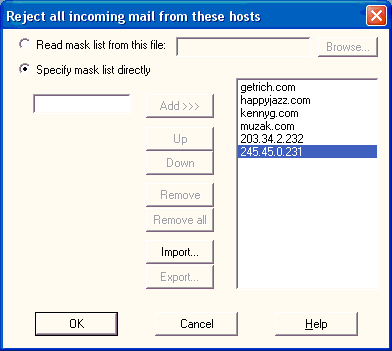 Reject all incoming mail from these hosts
Read mask list from this file:
Browse...
Specify mask list directly
Add >>>
Up
Down
Remove
Remove all
Import...
Export...
getrich.com
happyjazz.com
kennyg.com
muzak.com
203.34.2.232
245.45.0.231
OK
Cancel
Help